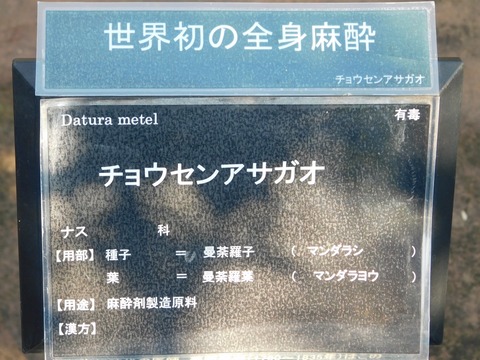 世界初の全身麻酔
チョウセンアサガオ
Datura metel 有毒
チョウセンアサガオ
ナス 科
【用部】 種子 = 曼荼羅子 ( マンダラシ )
葉 = 曼荼羅葉 ( マンダラヨウ )
【用途】 麻酔剤製造原料
【漢方】